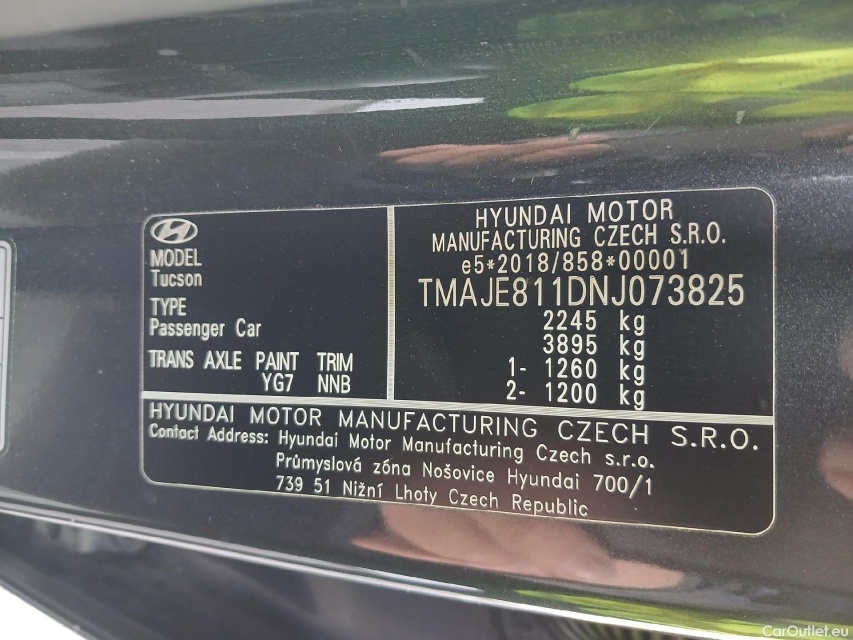 MODEL
Tucson
TYPE
Passenger Car
TRANS AXLE PAINT TRIM
YG7 NNB
HYUNDAI MOTOR
MANUFACTURING CZECH S.R.O.
e5*2018/858*00001
TMAJE811DNJ073825
2245 kg
3895 kg
1- 1260 kg
2- 1200 kg
HYUNDAI MOTOR MANUFACTURING CZECH S.R.O.
Contact Address: Hyundai Motor Manufacturing Czech s.r.o.
Průmyslová zóna Nošovice Hyundai 700/1
739 51 Nižní Lhoty Czech Republic
CarOutlet.eu